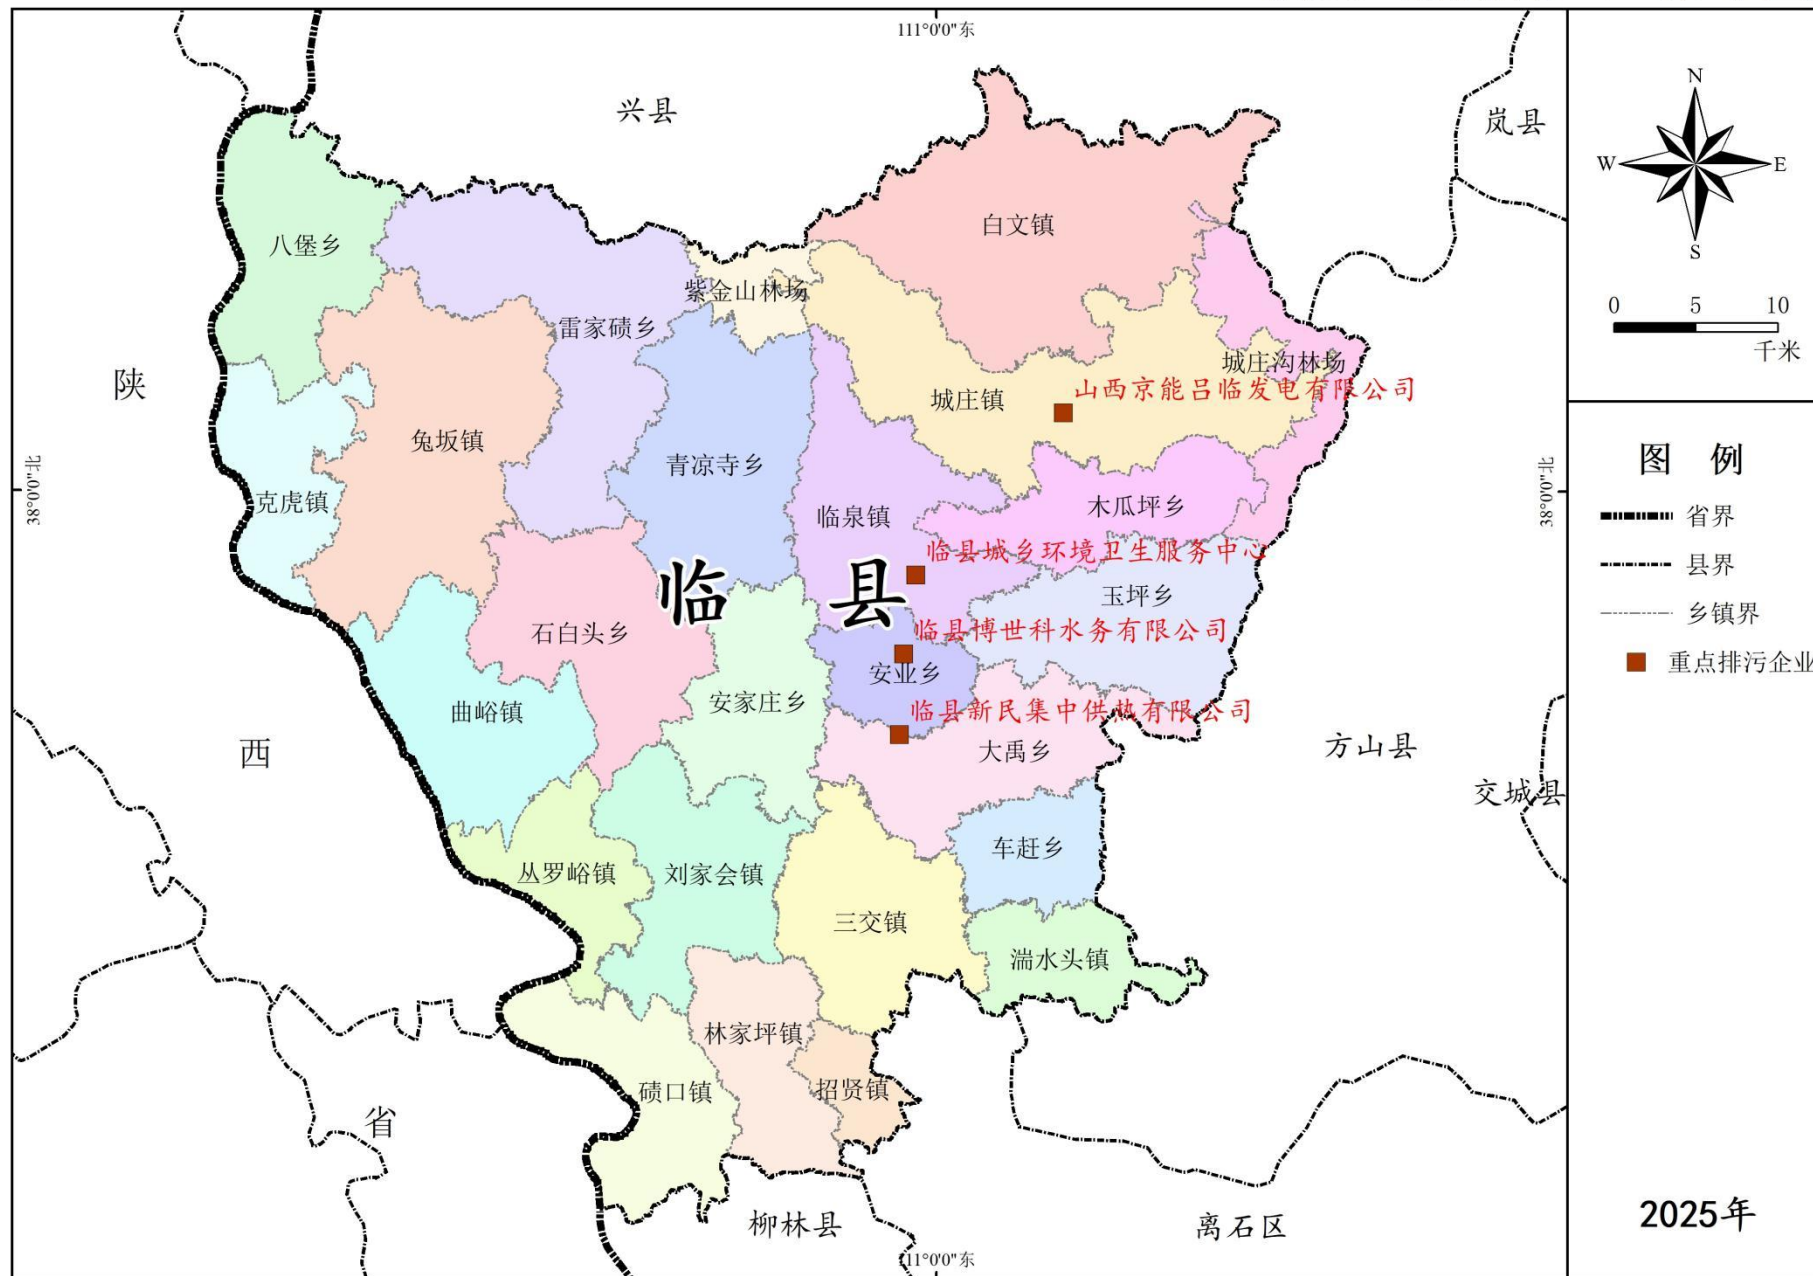 111°0'0"东
兴县
岚县
N
W
E
S
白文镇
八堡乡
紫金山林场
雷家碛乡
0 5 10
千米
城庄沟林场
陕
山西京能吕临发电有限公司
城庄镇
兔坂镇
青凉寺乡
图 例
38°0'0"北
38°0'0"北
克虎镇
临泉镇
木瓜坪乡
省界
临县城乡环境卫生服务中心
县界
临县
玉坪乡
乡镇界
石白头乡
临县博世科水务有限公司
安业乡
重点排污企业
曲峪镇
安家庄乡
临县新民集中供热有限公司
西
大禹乡
方山县
交城县
车赶乡
丛罗峪镇
刘家会镇
三交镇
湍水头镇
林家坪镇
碛口镇
招贤镇
省
柳林县
离石区
2025年
111°0'0"东